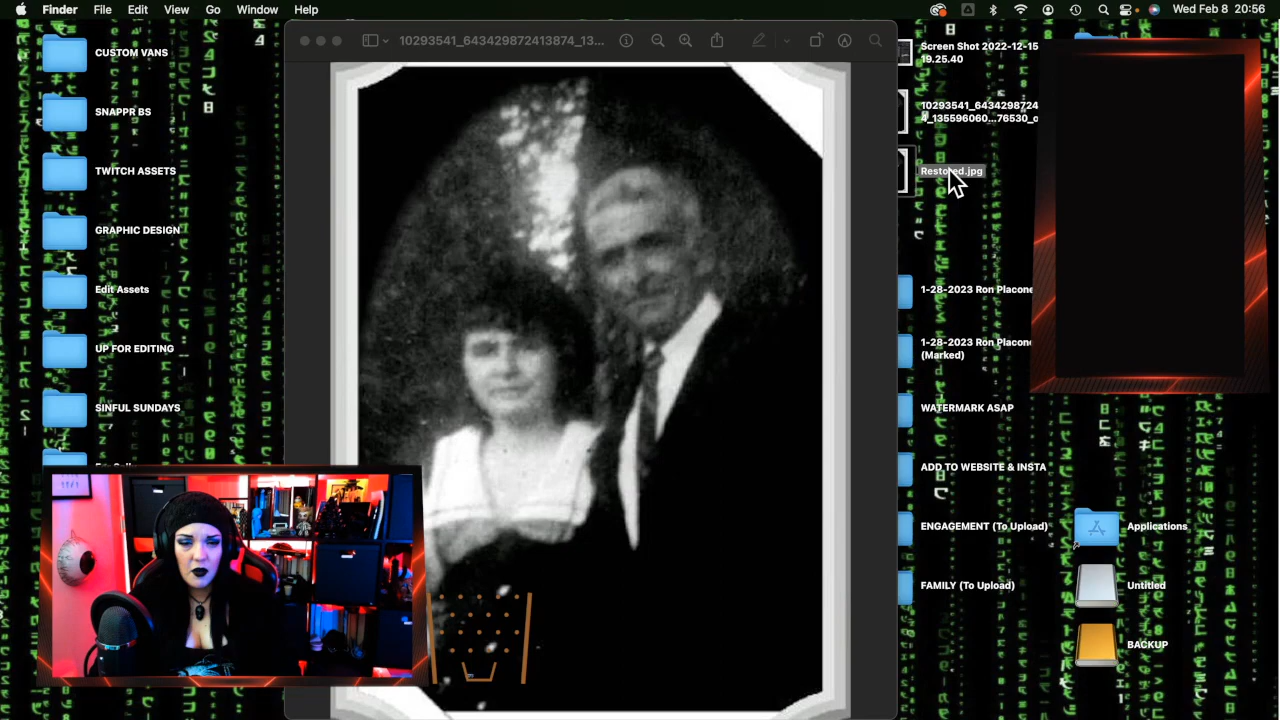 Finder File Edit View Go Window Help
Wed Feb 8 20:56
10293541_643429872413874_13...
CUSTOM VANS
SNAPPR BS
TWITCH ASSETS
GRAPHIC DESIGN
Edit Assets
UP FOR EDITING
SINFUL SUNDAYS
Screen Shot 2022-12-15
19.25.40
10293541_6434298724
4_135596060...76530_o
Restored.jpg
1-28-2023 Ron Placone
1-28-2023 Ron Placone
(Marked)
WATERMARK ASAP
ADD TO WEBSITE & INSTA
ENGAGEMENT (To Upload)
FAMILY (To Upload)
Applications
Untitled
BACKUP